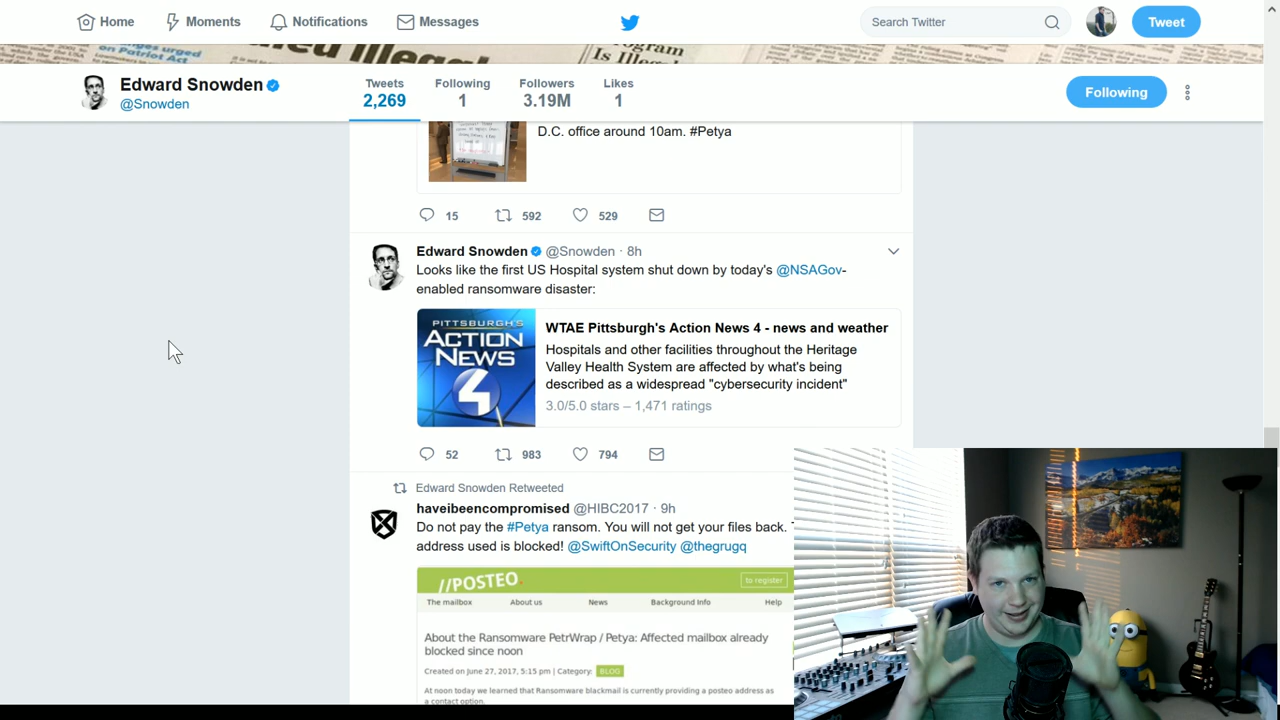 Home
Moments
Notifications
Messages
Search Twitter
Tweet
on Patriot Act
Is Illegal
Edward Snowden
@Snowden
Tweets
2,269
Following
1
Followers
3.19M
Likes
1
Following
D.C. office around 10am. #Petya
15
592
529
Edward Snowden @Snowden · 8h
Looks like the first US Hospital system shut down by today's @NSAGov-
enabled ransomware disaster:
PITTSBURGH'S
ACTION
NEWS
4
WTAE Pittsburgh's Action News 4 - news and weather
Hospitals and other facilities throughout the Heritage
Valley Health System are affected by what's being
described as a widespread "cybersecurity incident"
3.0/5.0 stars – 1,471 ratings
52
983
794
Edward Snowden Retweeted
haveibeencompromised @HIBC2017 · 9h
Do not pay the #Petya ransom. You will not get your files back.
address used is blocked! @SwiftOnSecurity @thegrugq
//POSTEO.
to register
The mailbox
About us
News
Background Info
Help
About the Ransomware PetrWrap / Petya: Affected mailbox already
blocked since noon
Created on June 27, 2017, 5:15 pm | Category: BLOG
At noon today we learned that Ransomware blackmail is currently providing a posteo address as
a contact option.